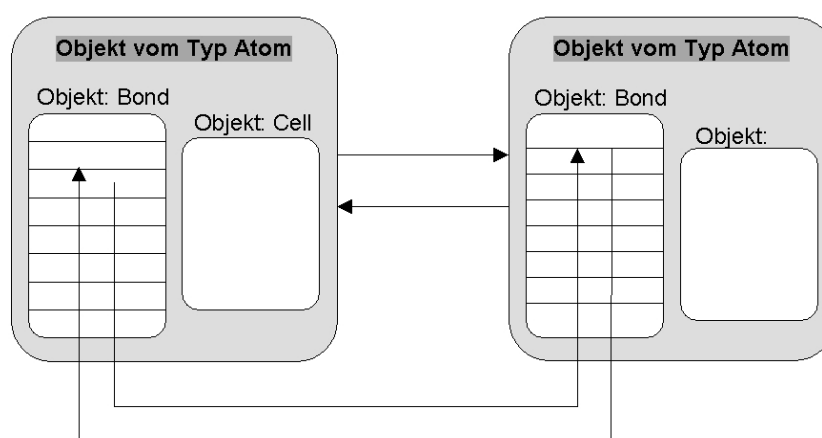 Objekt vom Typ Atom
Objekt: Bond
Objekt: Cell
Objekt vom Typ Atom
Objekt: Bond
Objekt: